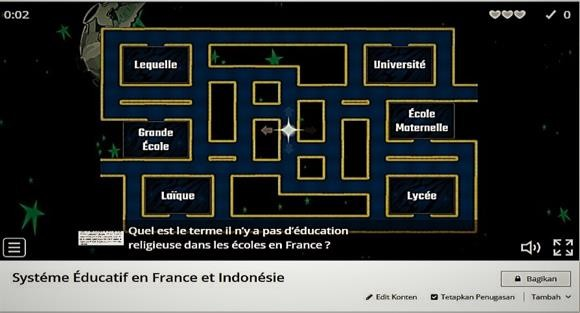 0:02
0
Lequelle
Université
Grande
École
École
Maternelle
Laïque
Lycée
Quel est le terme il n'y a pas d'éducation
religieuse dans les écoles en France ?
Systéme Éducatif en France et Indonésie
Bagikan
Edit Konten
Tetapkan Penugasan
Tambah